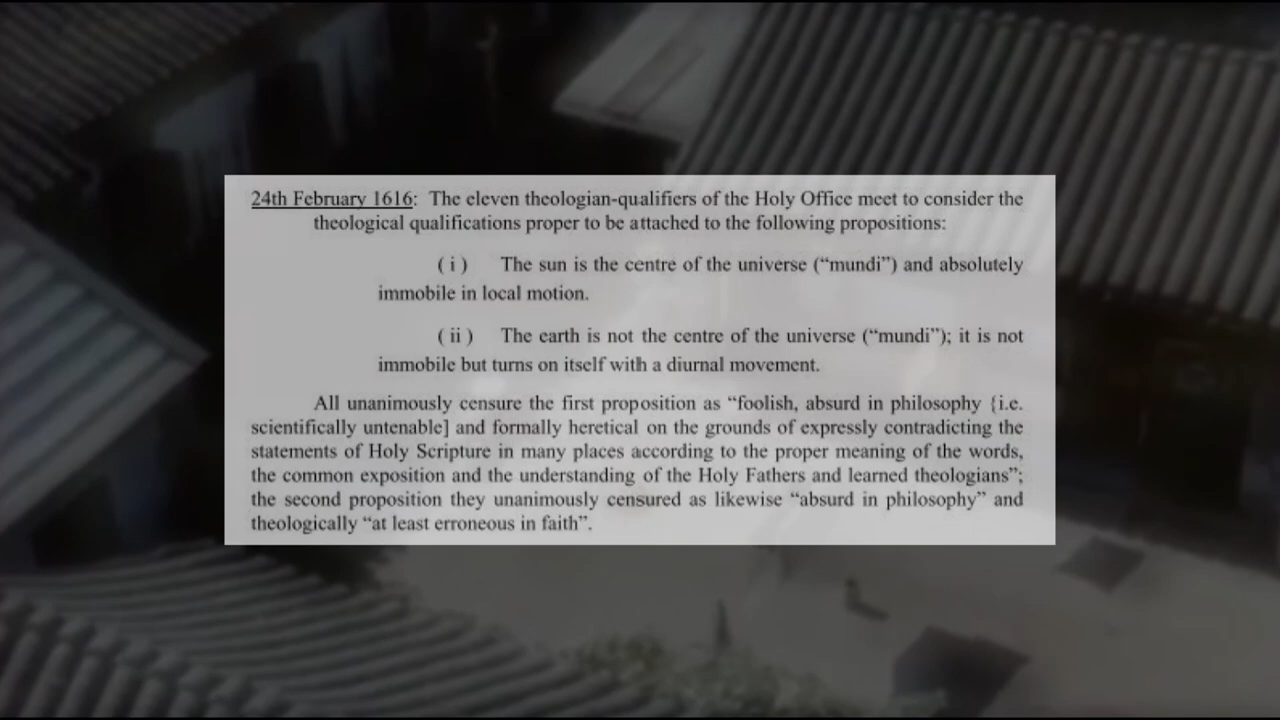 24th February 1616: The eleven theologian-qualifiers of the Holy Office meet to consider the
theological qualifications proper to be attached to the following propositions:
( i ) The sun is the centre of the universe (“mundi”) and absolutely
immobile in local motion.
( ii ) The earth is not the centre of the universe (“mundi”); it is not
immobile but turns on itself with a diurnal movement.
All unanimously censure the first proposition as “foolish, absurd in philosophy {i.e.
scientifically untenable] and formally heretical on the grounds of expressly contradicting the
statements of Holy Scripture in many places according to the proper meaning of the words,
the common exposition and the understanding of the Holy Fathers and learned theologians”;
the second proposition they unanimously censured as likewise “absurd in philosophy” and
theologically “at least erroneous in faith”.